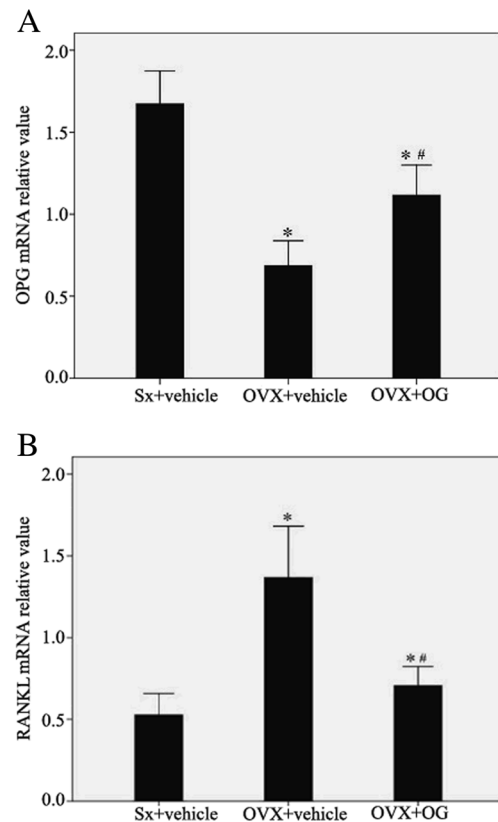 A
OPG mRNA relative value
2.0
1.5
1.0
0.5
0.0
*
* #
Sx+vehicle OVX+vehicle OVX+OG
B
RANKL mRNA relative value
2.0
1.5
1.0
0.5
0.0
*
* #
Sx+vehicle OVX+vehicle OVX+OG